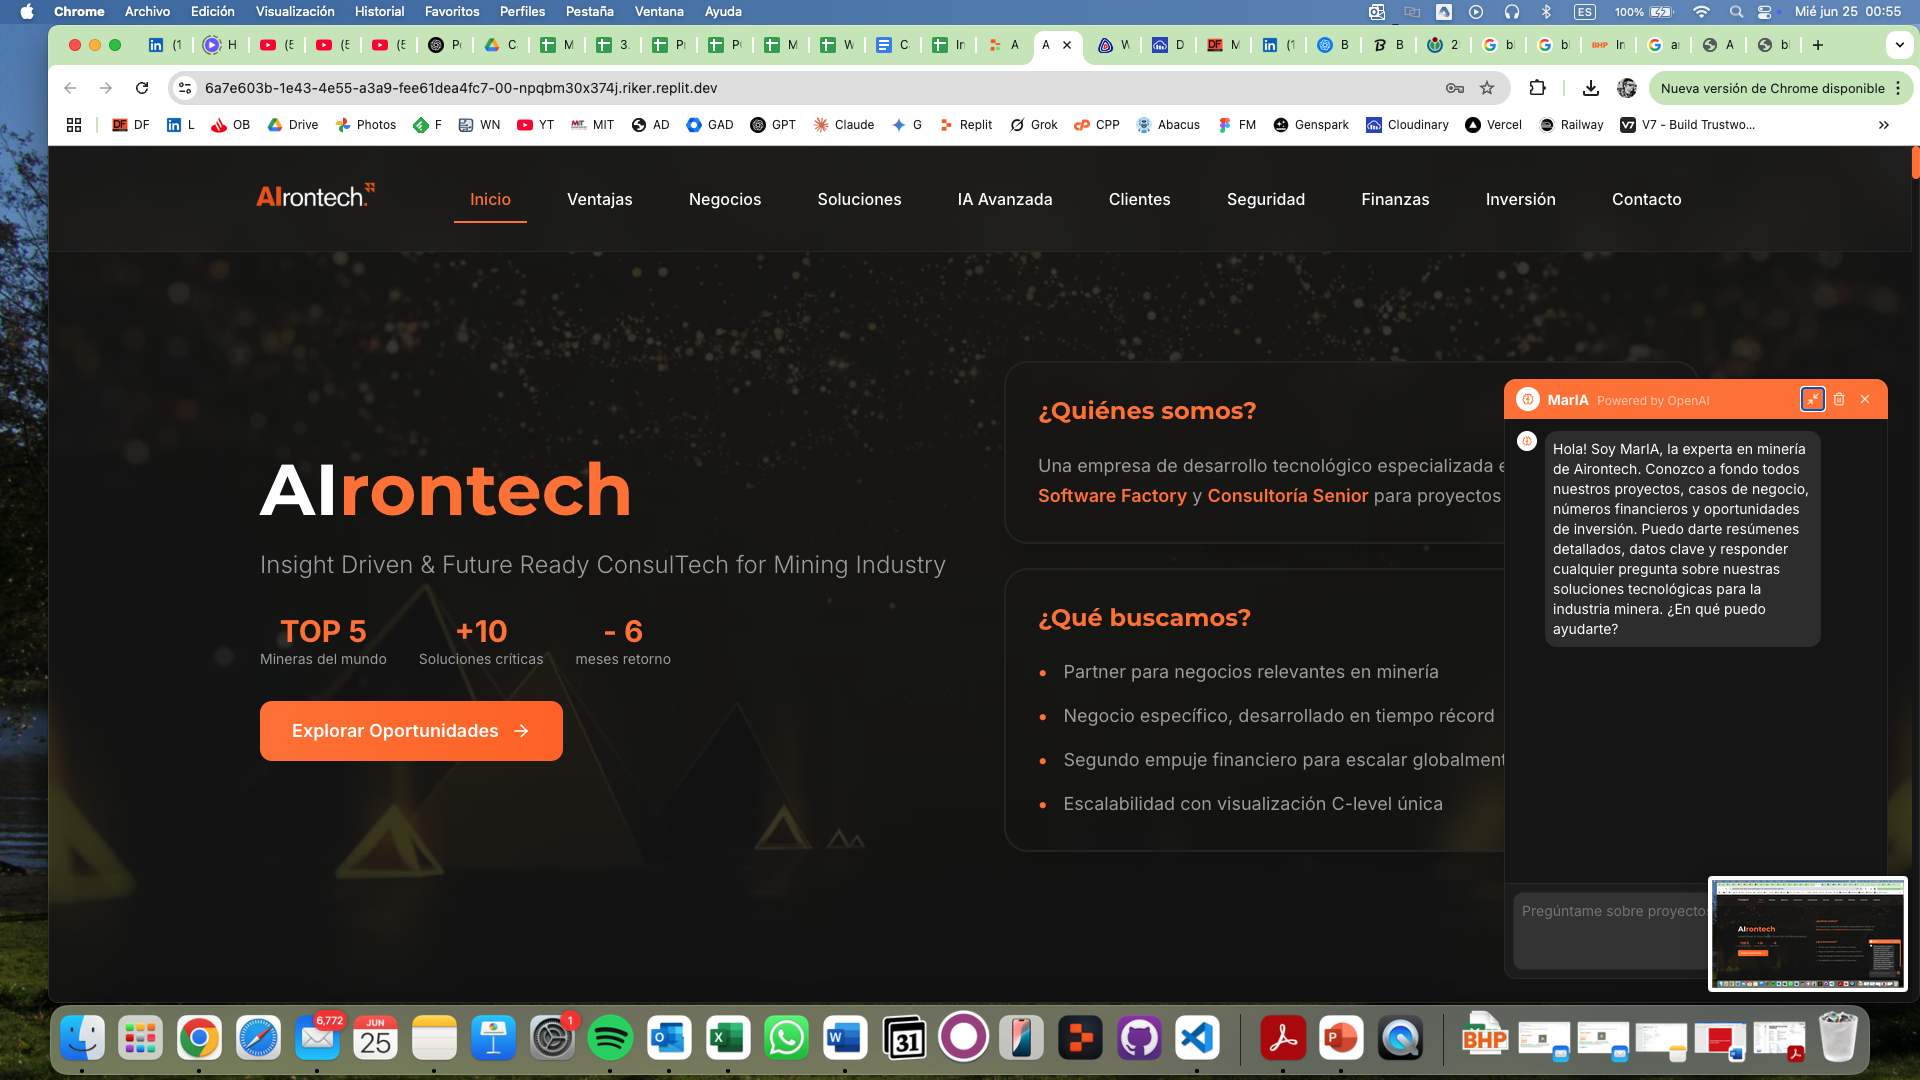 Chrome Archivo Edición Visualización Historial Favoritos Perfiles Pestaña Ventana Ayuda
ES 100% Mié jun 25 00:55
6a7e603b-1e43-4e55-a3a9-fee61dea4fc7-00-npqbm30x374j.riker.replit.dev
Nueva versión de Chrome disponible
DF L OB Drive Photos F WN YT MIT AD GAD GPT Claude G Replit Grok CPP Abacus FM Genspark Cloudinary Vercel Railway V7 - Build Trustwo...
AIrontech.
Inicio Ventajas Negocios Soluciones IA Avanzada Clientes Seguridad Finanzas Inversión Contacto
AIrontech
Insight Driven & Future Ready ConsulTech for Mining Industry
TOP 5 +10 - 6
Mineras del mundo Soluciones críticas meses retorno
Explorar Oportunidades
¿Quiénes somos?
Una empresa de desarrollo tecnológico especializada
Software Factory y Consultoría Senior para proyectos
¿Qué buscamos?
Partner para negocios relevantes en minería
Negocio específico, desarrollado en tiempo récord
Segundo empuje financiero para escalar globalment
Escalabilidad con visualización C-level única
MarIA Powered by OpenAI
Hola! Soy MarIA, la experta en minería
de Airontech. Conozco a fondo todos
nuestros proyectos, casos de negocio,
números financieros y oportunidades
de inversión. Puedo darte resúmenes
detallados, datos clave y responder
cualquier pregunta sobre nuestras
soluciones tecnológicas para la
industria minera. ¿En qué puedo
ayudarte?
Pregúntame sobre proyecto
AIrontech
6,772
JUN
25
1
31
BHP